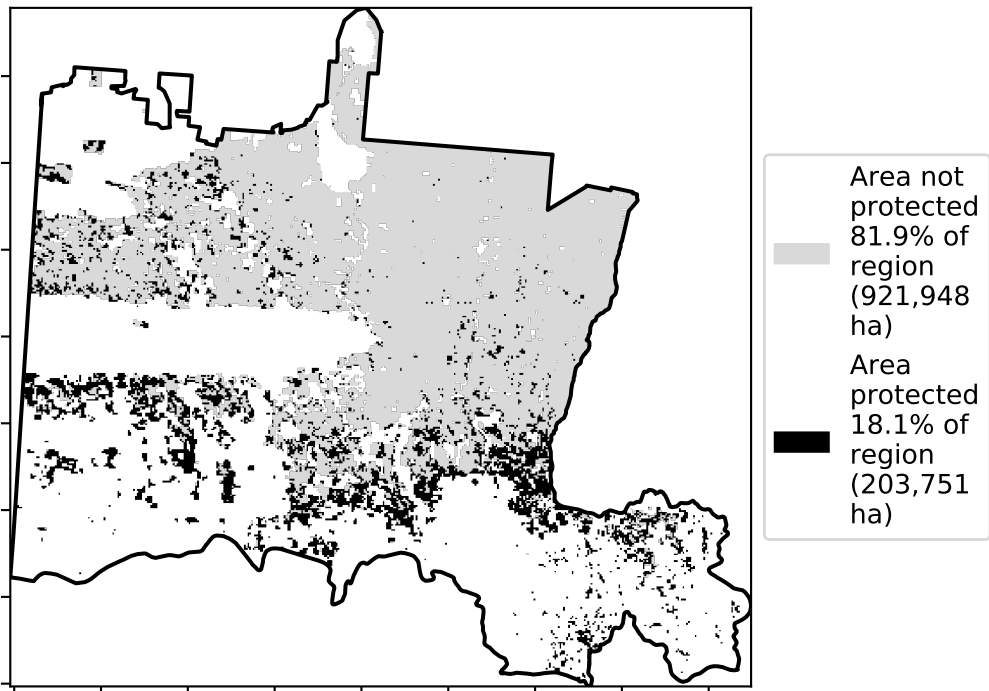 Area not
protected
81.9% of
region
(921,948
ha)
Area
protected
18.1% of
region
(203,751
ha)